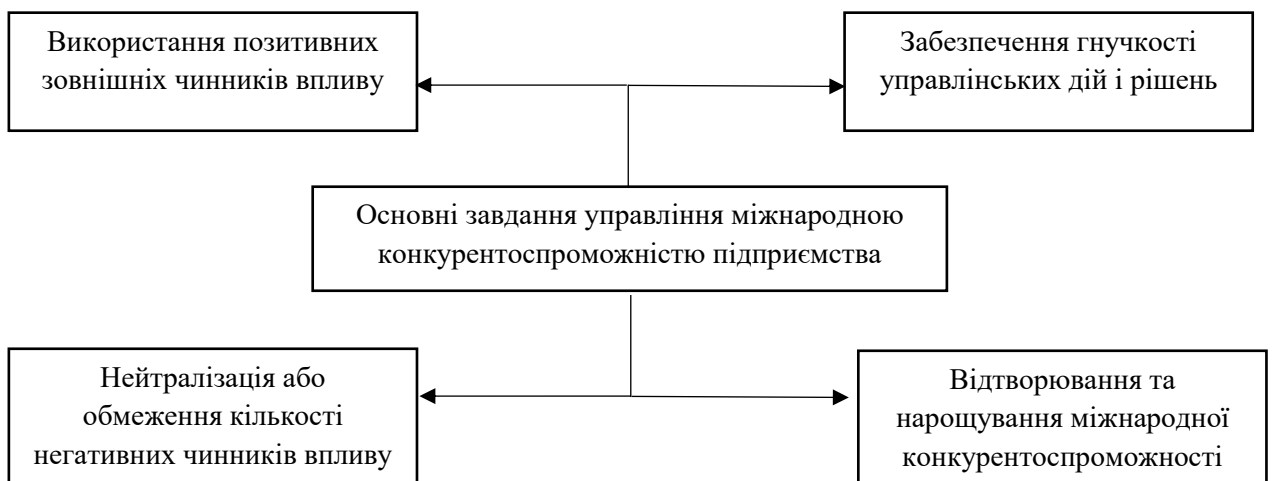 Використання позитивних
зовнішніх чинників впливу
Забезпечення гнучкості
управлінських дій і рішень
Основні завдання управління міжнародною
конкурентоспроможністю підприємства
Нейтралізація або
обмеження кількості
негативних чинників впливу
Відтворювання та
нарощування міжнародної
конкурентоспроможності